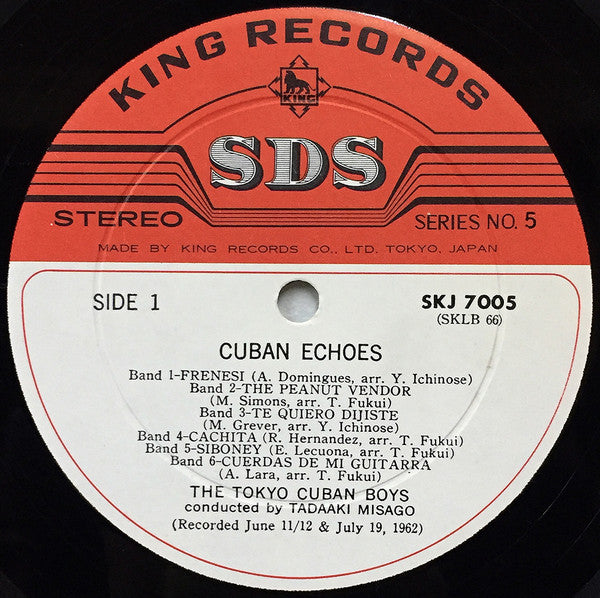 KING RECORDS
KING
SDS
STEREO
SERIES NO. 5
MADE BY KING RECORDS CO., LTD. TOKYO, JAPAN
SIDE 1
SKJ 7005
(SKLB 66)
CUBAN ECHOES
Band 1-FRENESI (A. Domingues, arr. Y. Ichinose)
Band 2-THE PEANUT VENDOR
(M. Simons, arr. T. Fukui)
Band 3-TE QUIERO DIJISTE
(M. Grever, arr. Y. Ichinose)
Band 4-CACHITA (R. Hernandez, arr. T. Fukui)
Band 5-SIBONEY (E. Lecuona, arr. T. Fukui)
Band 6-CUERDAS DE MI GUITARRA
(A. Lara, arr. T. Fukui)
THE TOKYO CUBAN BOYS
conducted by TADAAKI MISAGO
(Recorded June 11/12 & July 19, 1962)